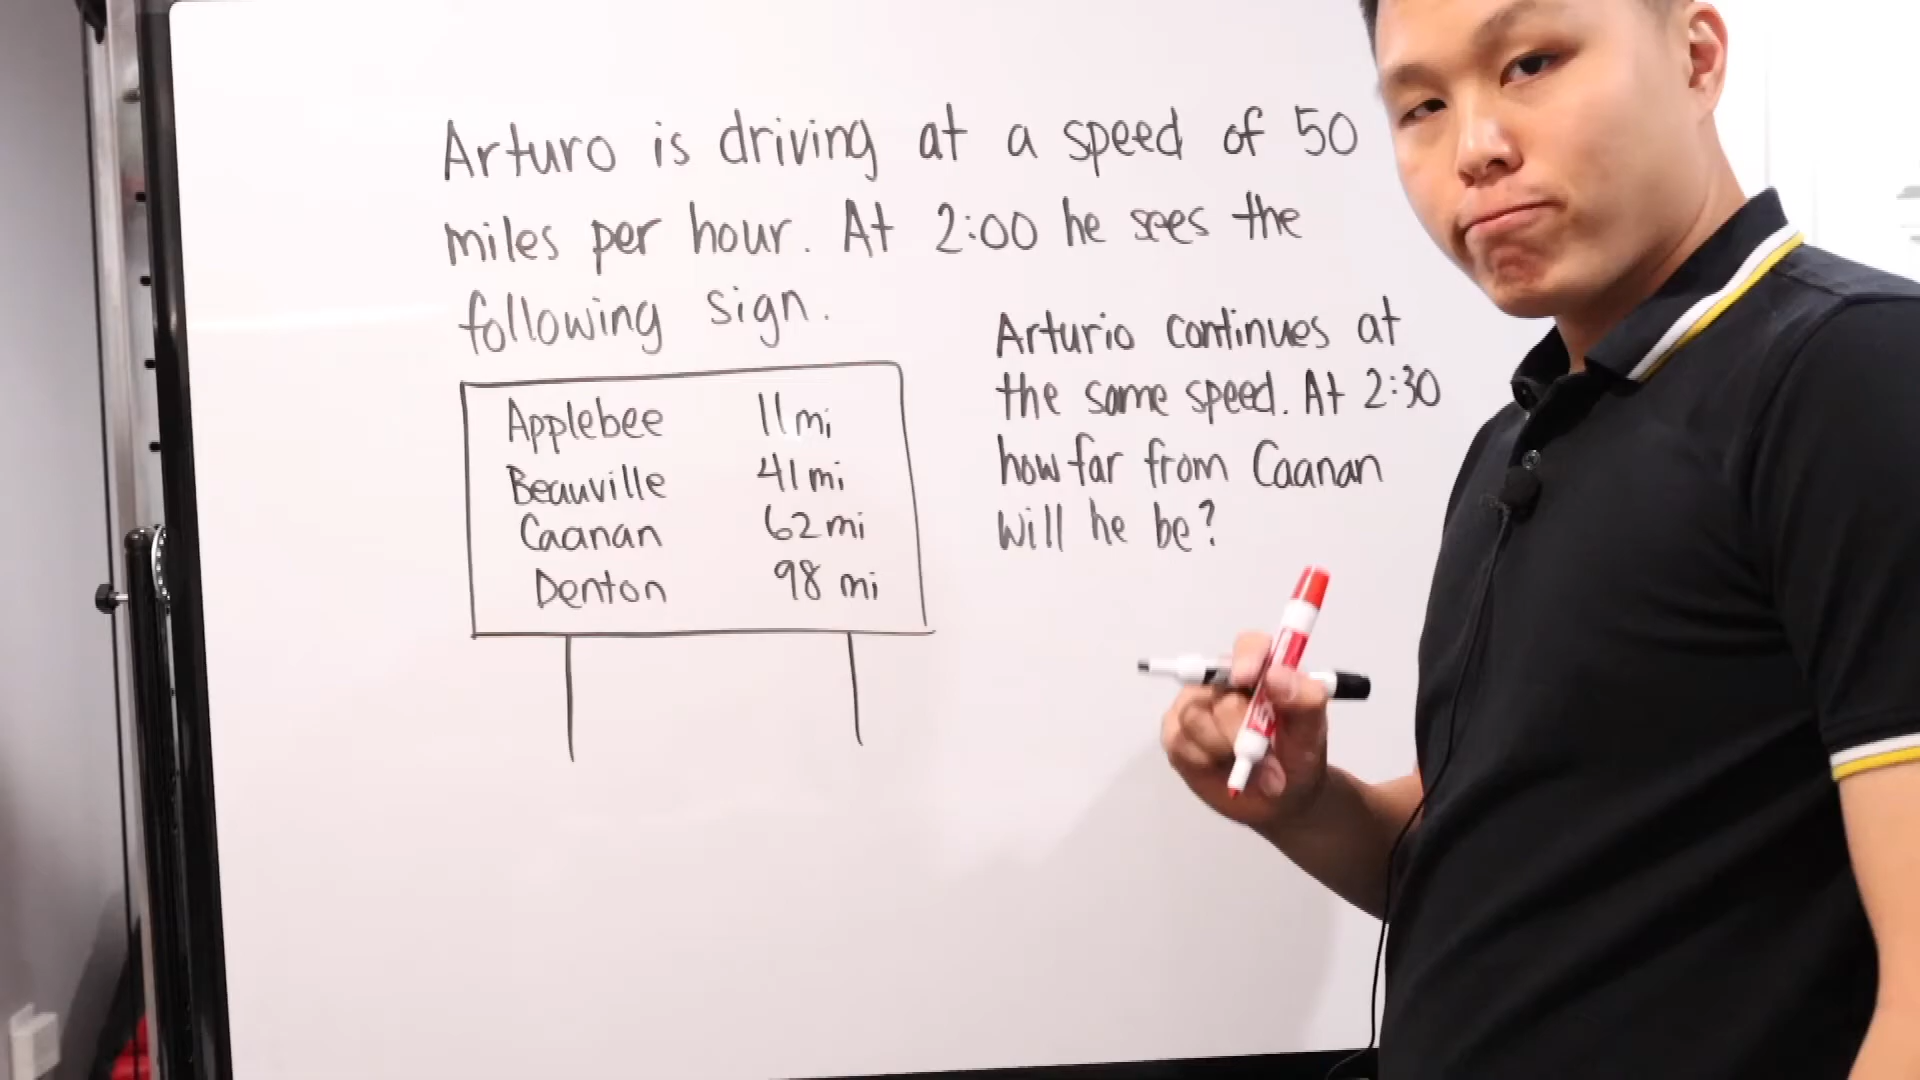 Arturo is driving at a speed of 50
miles per hour. At 2:00 he sees the
following sign.
Applebee 11 mi
Beauville 41 mi
Caanan 62 mi
Denton 98 mi
Arturio continues at
the same speed. At 2:30
how far from Caanan
will he be?